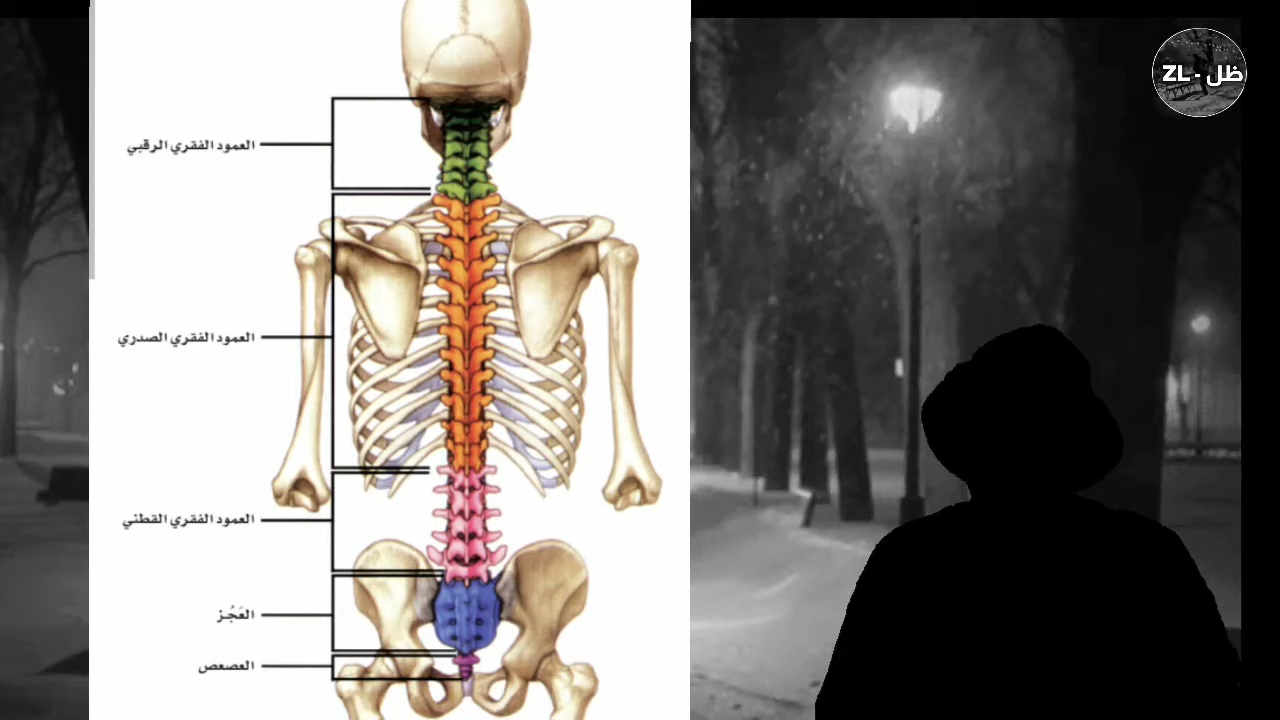 ZL - ظل
العمود الفقري الرقبي
العمود الفقري الصدري
العمود الفقري القطني
العَجُز
العصعص